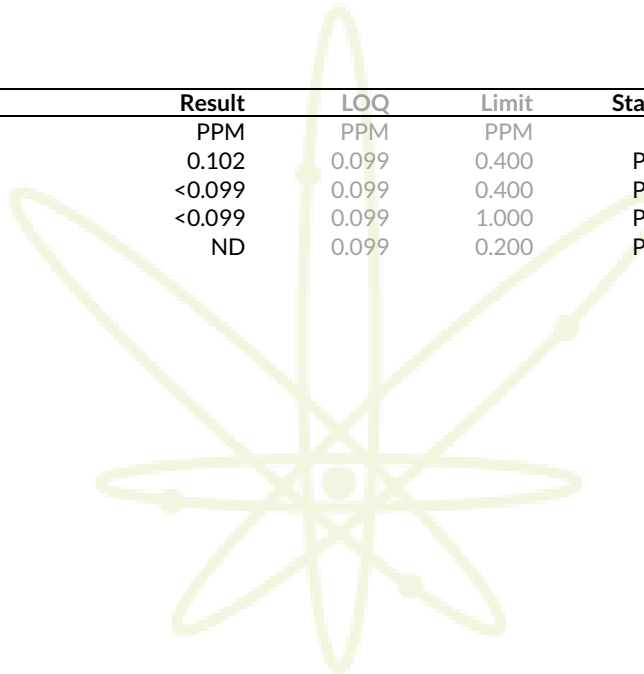 Result LOQ Limit Sta
PPM PPM PPM
0.102 0.099 0.400 P
<0.099 0.099 0.400 P
<0.099 0.099 1.000 P
ND 0.099 0.200 P